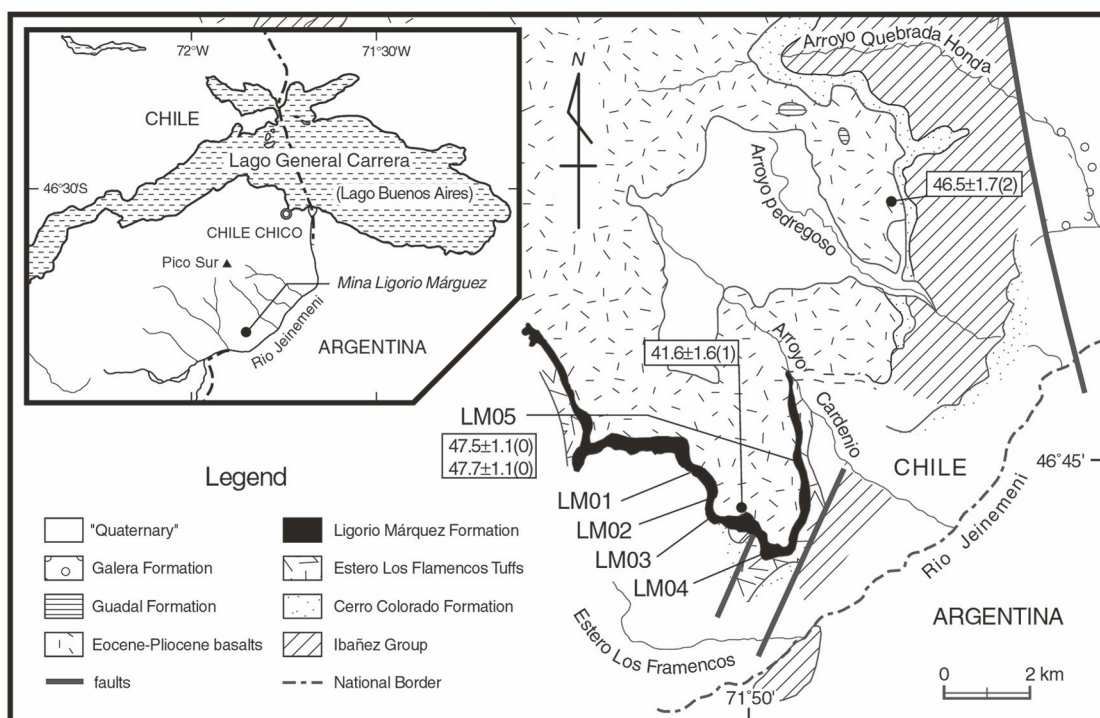 72°W
71°30'W
CHILE
Lago General Carrera
46°30'S
(Lago Buenos Aires)
CHILE CHICO
Pico Sur
Mina Ligorio Márquez
Río Jeinemeni
ARGENTINA
N
Arroyo Quebrada Honda
Arroyo pedregoso
46.5±1.7(2)
41.6±1.6(1)
Arroyo Cardenio
LM05
47.5±1.1(0)
47.7±1.1(0)
LM01
LM02
LM03
LM04
46°45'
CHILE
Río Jeinemeni
ARGENTINA
Estero Los Framencos
71°50'
0 2 km
Legend
"Quaternary"
Galera Formation
Guadal Formation
Eocene-Pliocene basalts
faults
Ligorio Márquez Formation
Estero Los Flamencos Tuffs
Cerro Colorado Formation
Ibañez Group
National Border